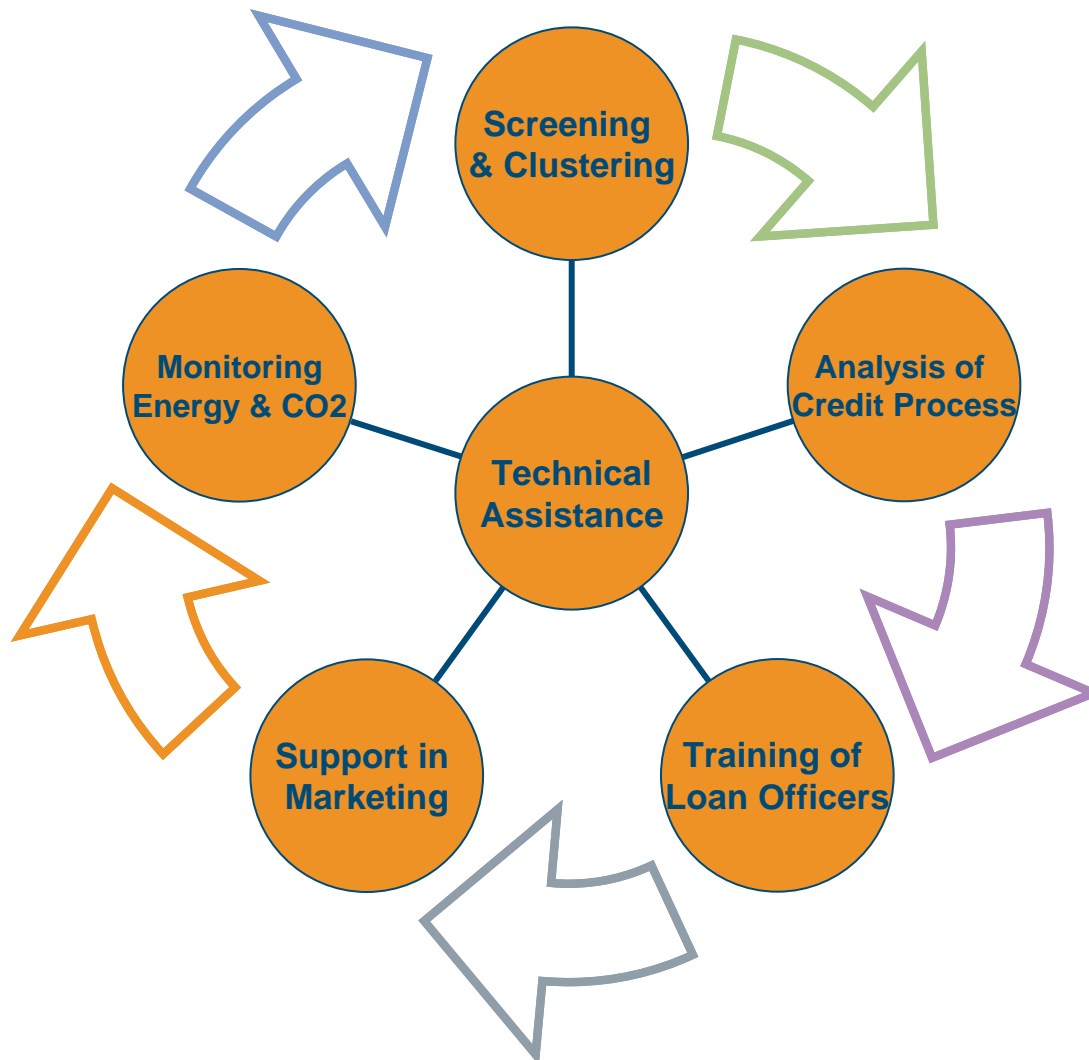 Screening
& Clustering
Analysis of
Credit Process
Training of
Loan Officers
Support in
Marketing
Monitoring
Energy & CO2
Technical
Assistance